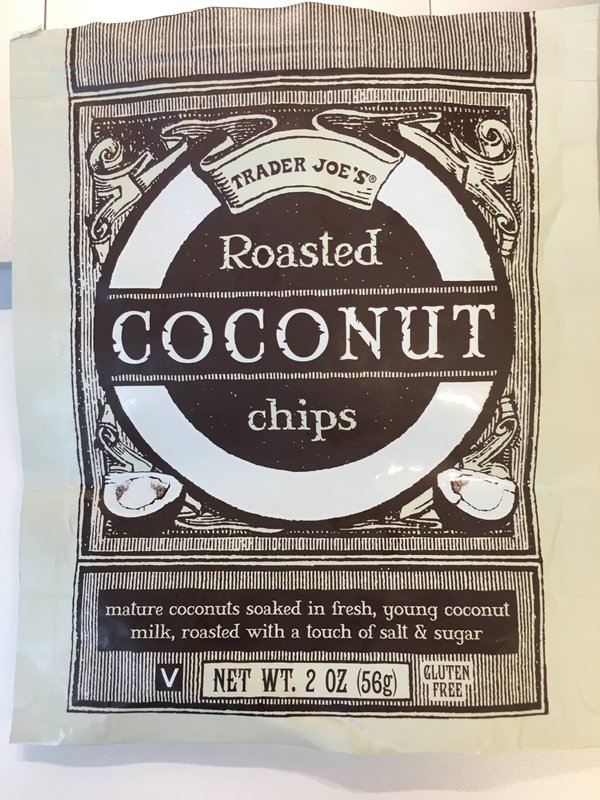 TRADER JOE'S®
Roasted
COCONUT
chips
mature coconuts soaked in fresh, young coconut
milk, roasted with a touch of salt & sugar
V
NET WT. 2 OZ (56g)
GLUTEN
FREE